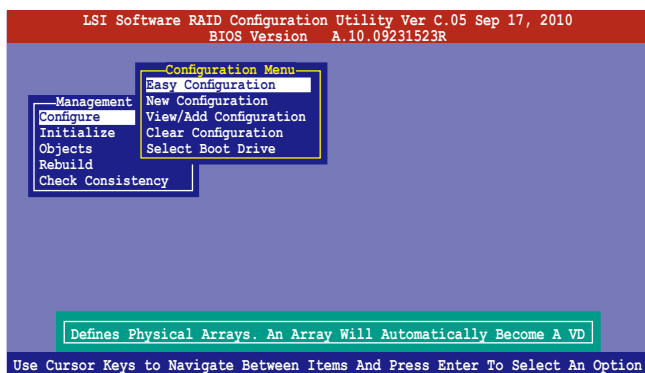 LSI Software RAID Configuration Utility Ver C.05 Sep 17, 2010
BIOS Version A.10.09231523R
Configuration Menu
Easy Configuration
New Configuration
View/Add Configuration
Clear Configuration
Select Boot Drive
Management
Configure
Initialize
Objects
Rebuild
Check Consistency
Defines Physical Arrays. An Array Will Automatically Become A VD
Use Cursor Keys to Navigate Between Items And Press Enter To Select An Option